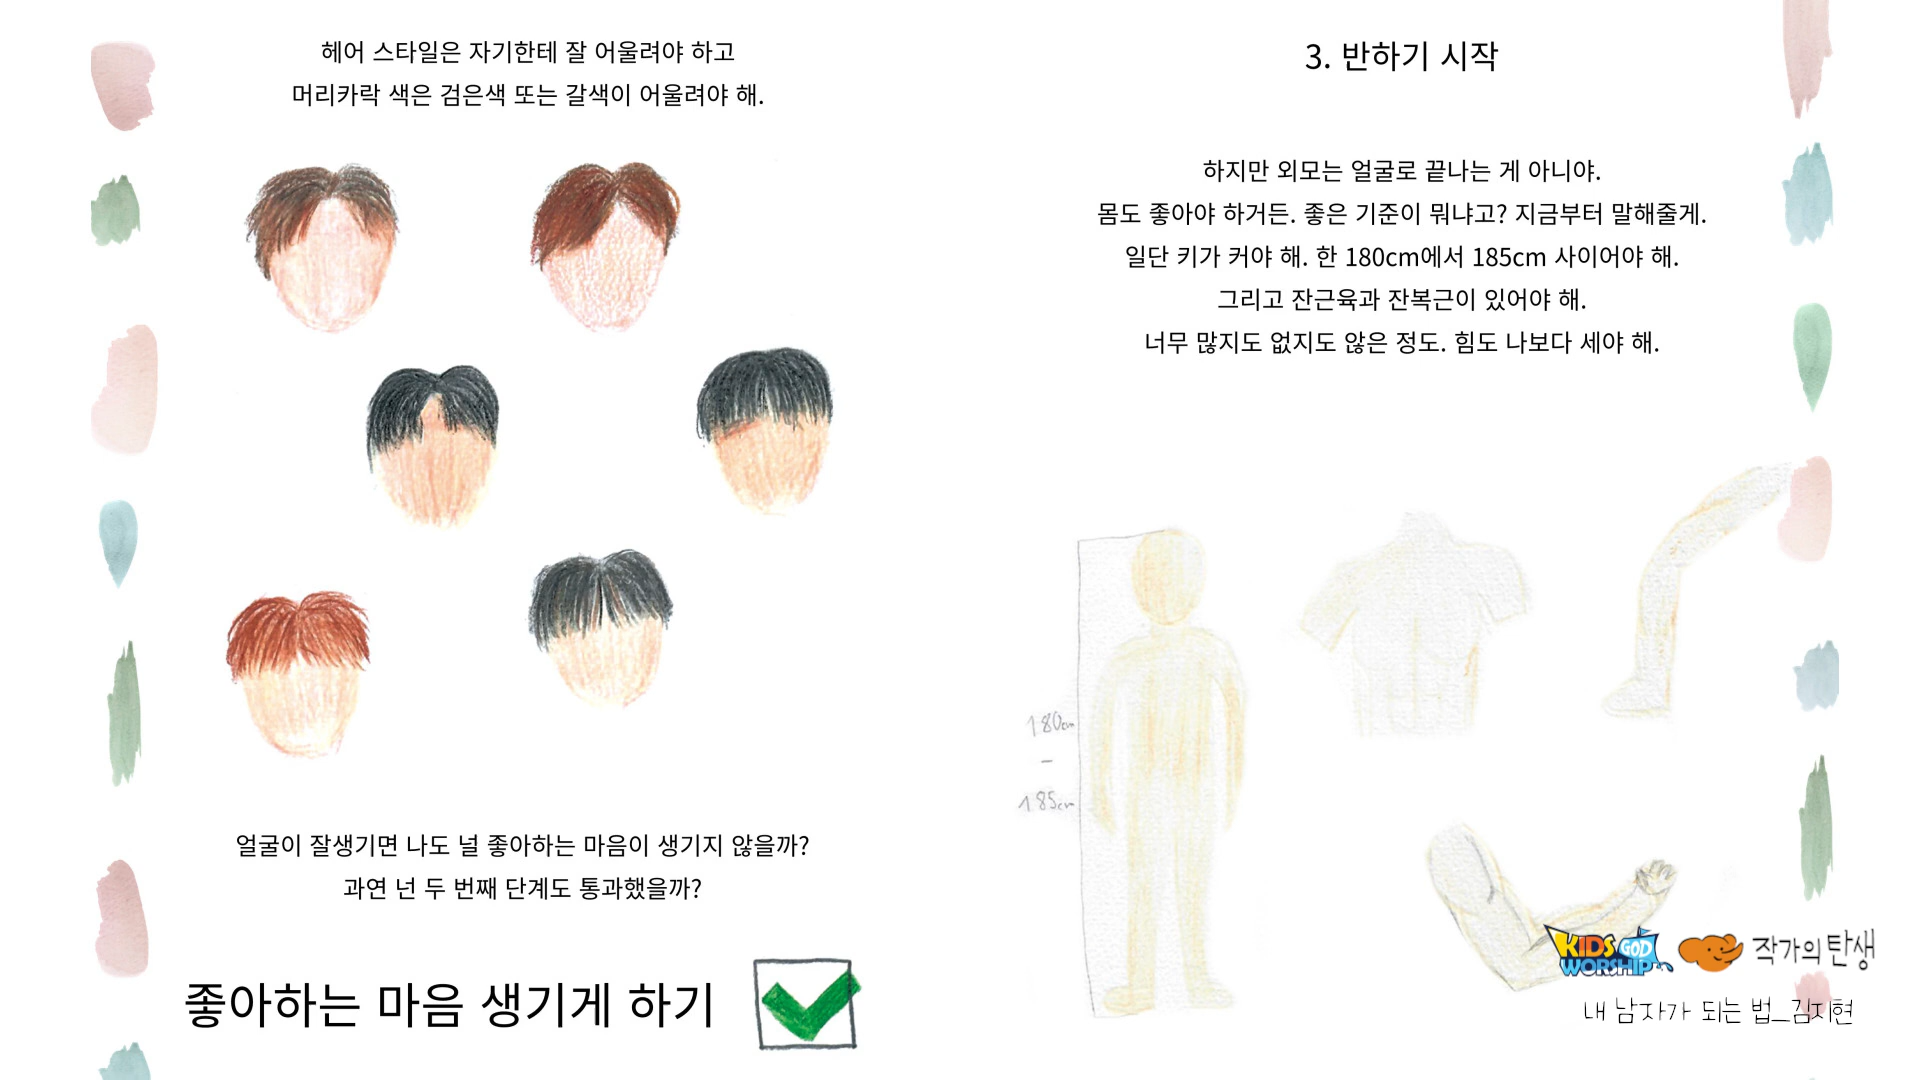 헤어 스타일은 자기한테 잘 어울려야 하고
머리카락 색은 검은색 또는 갈색이 어울려야 해.
얼굴이 잘생기면 나도 널 좋아하는 마음이 생기지 않을까?
과연 넌 두 번째 단계도 통과했을까?
좋아하는 마음 생기게 하기
3. 반하기 시작
하지만 외모는 얼굴로 끝나는 게 아니야.
몸도 좋아야 하거든. 좋은 기준이 뭐냐고? 지금부터 말해줄게.
일단 키가 커야 해. 한 180cm에서 185cm 사이어야 해.
그리고 잔근육과 잔복근이 있어야 해.
너무 많지도 없지도 않은 정도. 힘도 나보다 세야 해.
180cm
–
185cm
KIDS GOD
WORSHIP
작가의 탄생
내 남자가 되는 법_김지현